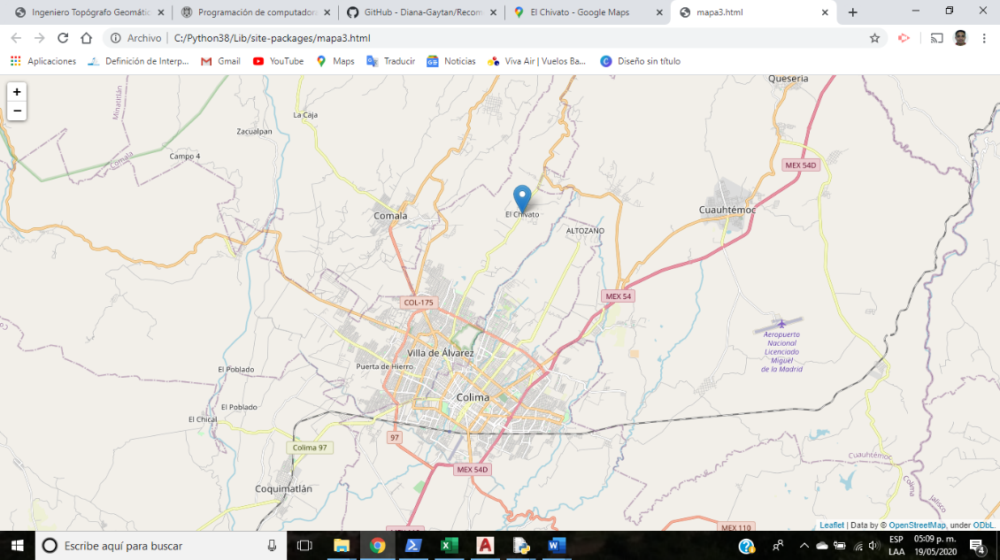 Ingeniero Topógrafo Geomátic
Programación de computadora
GitHub - Diana-Gaytan/Recom
El Chivato - Google Maps
mapa3.html
Archivo
C:/Python38/Lib/site-packages/mapa3.html
Aplicaciones
Definición de Interp...
Gmail
YouTube
Maps
Traducir
Noticias
Viva Air | Vuelos Ba...
Diseño sin título
+
−
Queseria
Minatitlán
La Caja
Zacualpan
Campo 4
Comala
MEX 54D
Comala
El Chivato
Cuauhtémoc
ALTOZANO
MEX 54
COL-175
Aeropuerto
Nacional
Licenciado
Miguel
de la Madrid
Villa de Álvarez
Puerta de Hierro
El Poblado
Colima
El Poblado
El Chical
97
Colima 97
Cuauhtémoc
MEX 54D
Colima
Coquimatlán
Jalisco
MEX 110
Leaflet | Data by © OpenStreetMap, under ODbL.
Escribe aquí para buscar
ESP
LAA
05:09 p. m.
19/05/2020
4